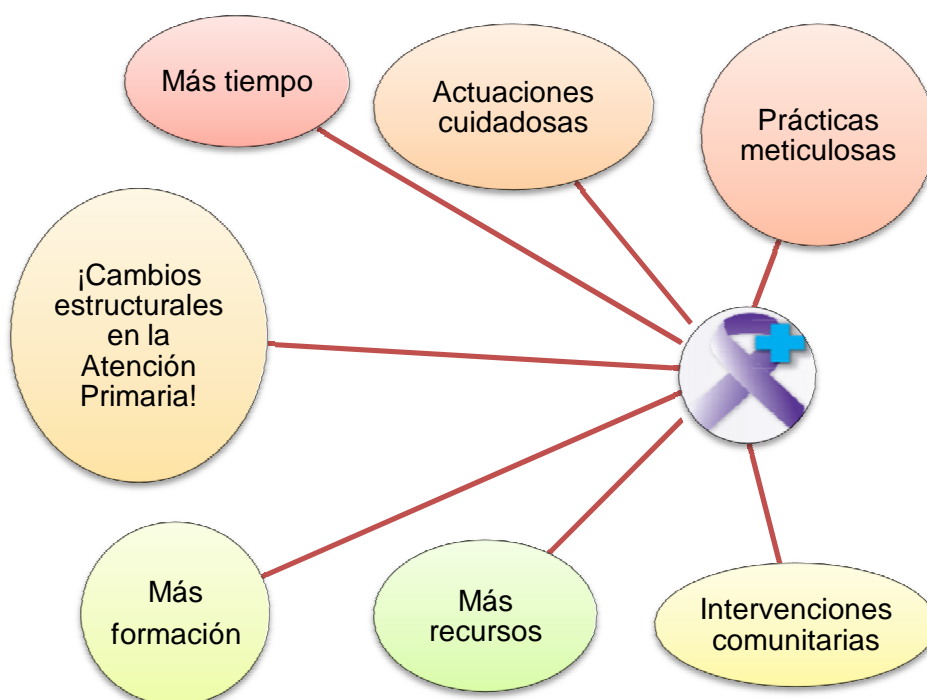 Más tiempo
Actuaciones
cuidadosas
Prácticas
meticulosas
¡Cambios
estructurales
en la
Atención
Primaria!
Más
formación
Más
recursos
Intervenciones
comunitarias